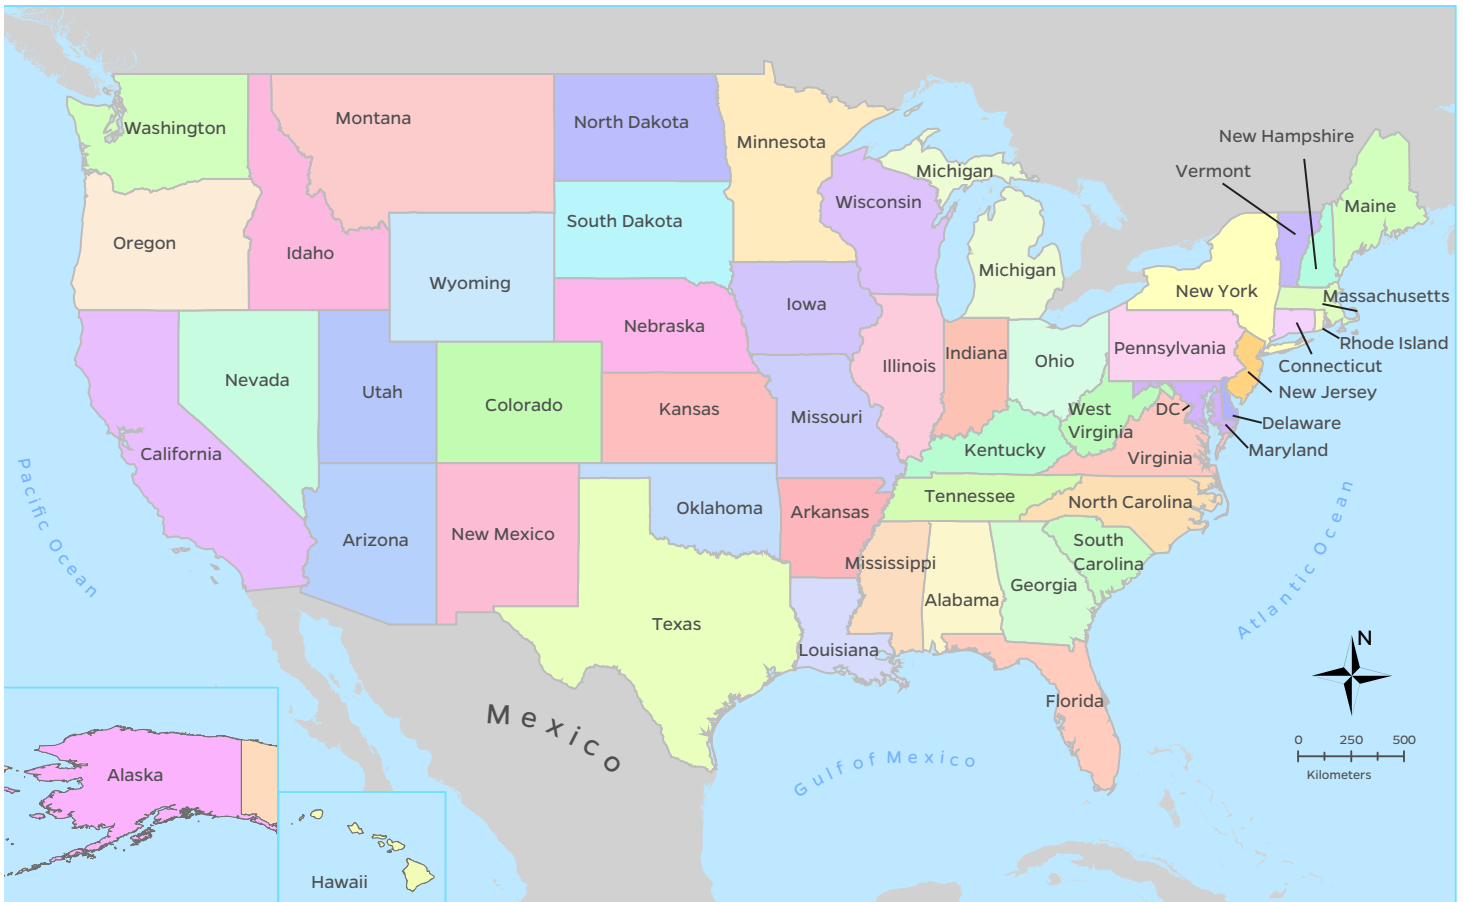 Washington
Montana
North Dakota
Minnesota
New Hampshire
Vermont
Michigan
Maine
Wisconsin
South Dakota
Oregon
Idaho
Wyoming
Michigan
New York
Massachusetts
Iowa
Nebraska
Rhode Island
Pennsylvania
Indiana
Ohio
Illinois
Connecticut
Nevada
Utah
New Jersey
Colorado
Kansas
Missouri
West
Virginia
DC
Delaware
Maryland
California
Kentucky
Virginia
Pacific Ocean
Tennessee
North Carolina
Oklahoma
Arkansas
New Mexico
Arizona
South
Carolina
Mississippi
Georgia
Alabama
Atlantic Ocean
Texas
Louisiana
N
Florida
Mexico
Gulf of Mexico
0 250 500
Kilometers
Alaska
Hawaii